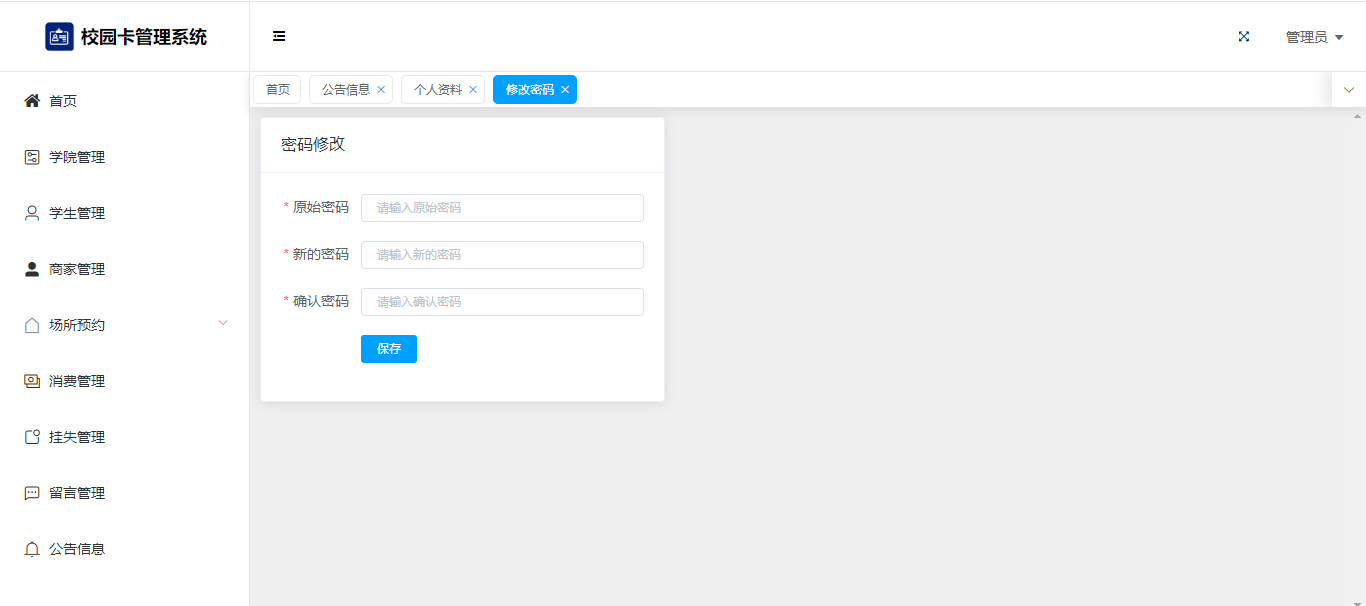 校园卡管理系统
管理员
首页
公告信息
个人资料
修改密码
首页
学院管理
学生管理
商家管理
场所预约
消费管理
挂失管理
留言管理
公告信息
密码修改
* 原始密码 请输入原始密码
* 新的密码 请输入新的密码
* 确认密码 请输入确认密码
保存